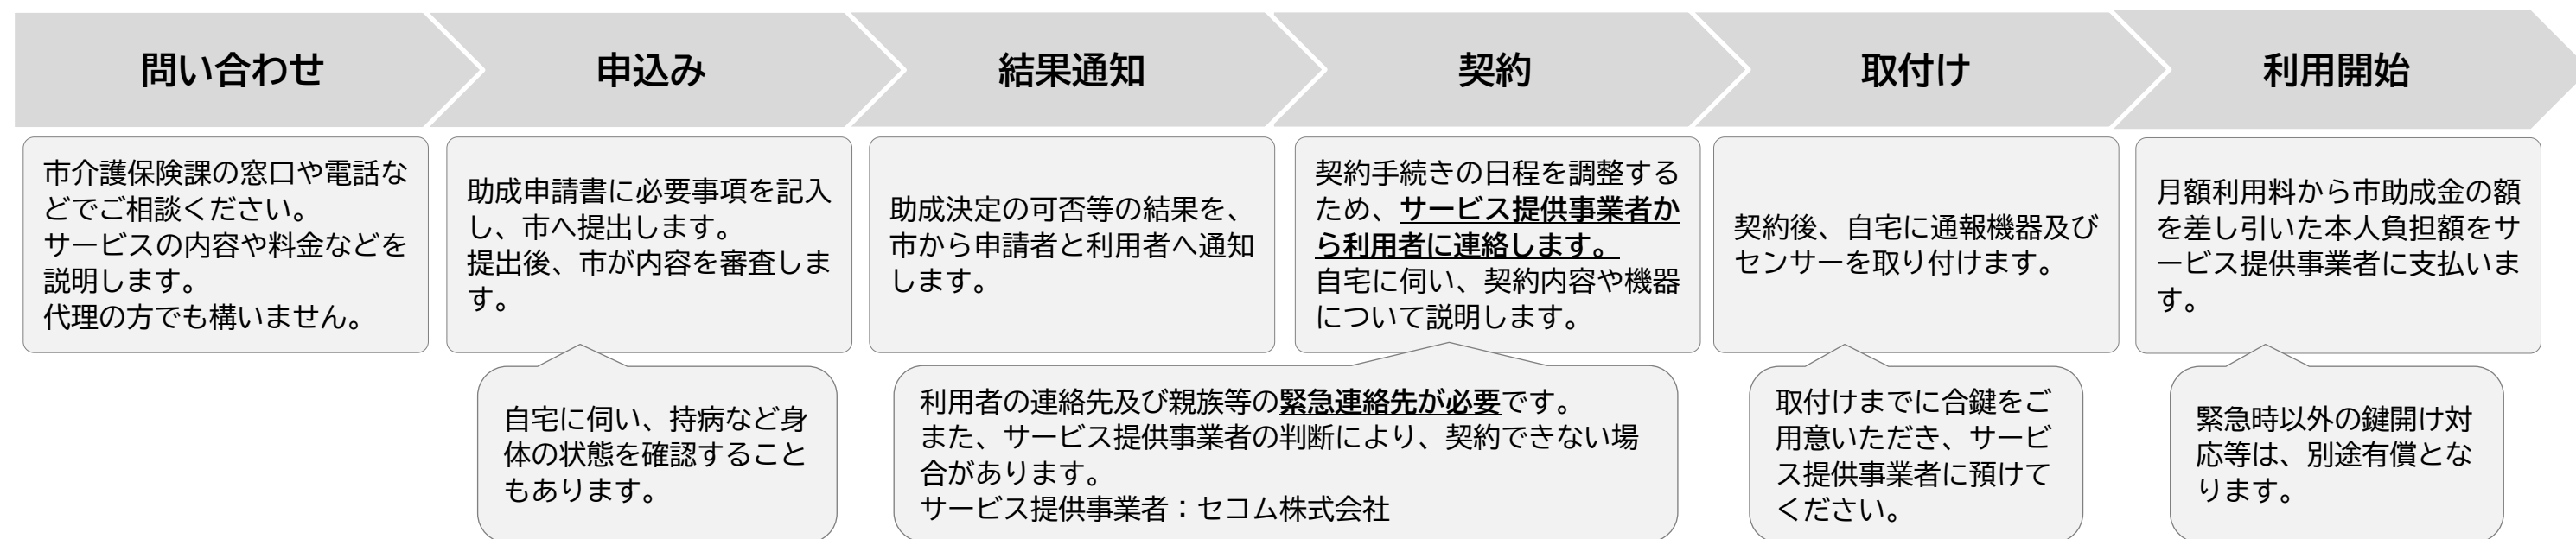 問い合わせ
申込み
結果通知
契約
取付け
利用開始
市介護保険課の窓口や電話な
どでご相談ください。
サービスの内容や料金などを
説明します。
代理の方でも構いません。
助成申請書に必要事項を記入
し、市へ提出します。
提出後、市が内容を審査しま
す。
助成決定の可否等の結果を、
市から申請者と利用者へ通知
します。
契約手続きの日程を調整する
ため、サービス提供事業者か
ら利用者に連絡します。
自宅に伺い、契約内容や機器
について説明します。
契約後、自宅に通報機器及び
センサーを取り付けます。
月額利用料から市助成金の額
を差し引いた本人負担額をサ
ービス提供事業者に支払いま
す。
自宅に伺い、持病など身
体の状態を確認すること
もあります。
利用者の連絡先及び親族等の緊急連絡先が必要です。
また、サービス提供事業者の判断により、契約できない場
合があります。
サービス提供事業者：セコム株式会社
取付けまでに合鍵をご
用意いただき、サービ
ス提供事業者に預けて
ください。
緊急時以外の鍵開け対
応等は、別途有償とな
ります。